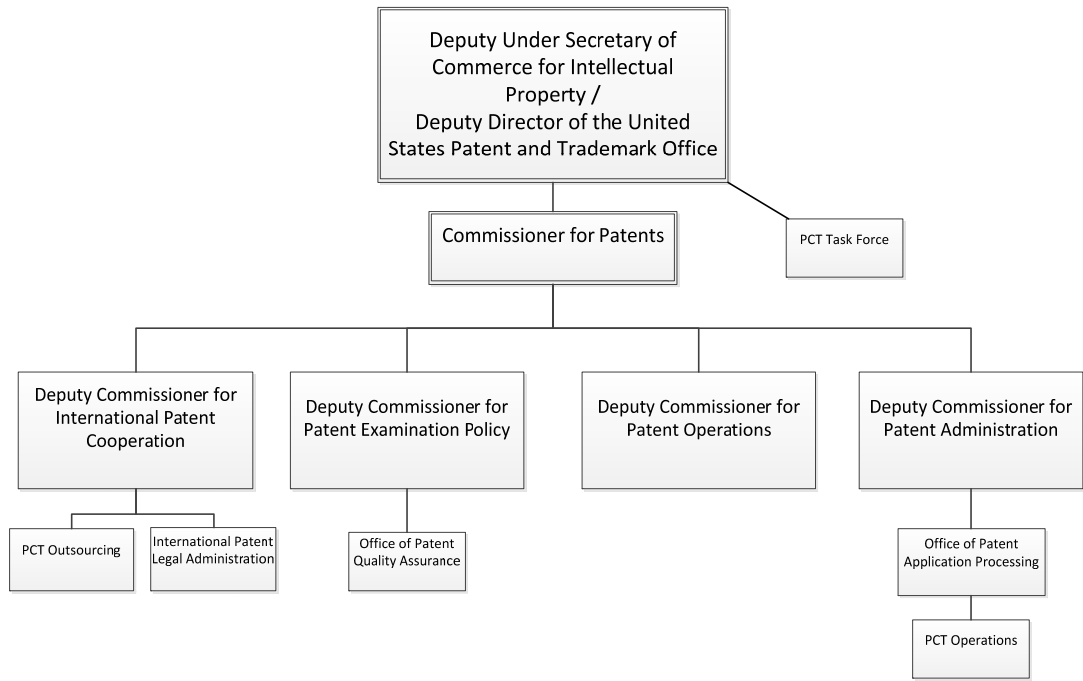 Deputy Under Secretary of
Commerce for Intellectual
Property /
Deputy Director of the United
States Patent and Trademark Office
Commissioner for Patents
PCT Task Force
Deputy Commissioner for
International Patent
Cooperation
Deputy Commissioner for
Patent Examination Policy
Deputy Commissioner for
Patent Operations
Deputy Commissioner for
Patent Administration
PCT Outsourcing
International Patent
Legal Administration
Office of Patent
Quality Assurance
Office of Patent
Application Processing
PCT Operations